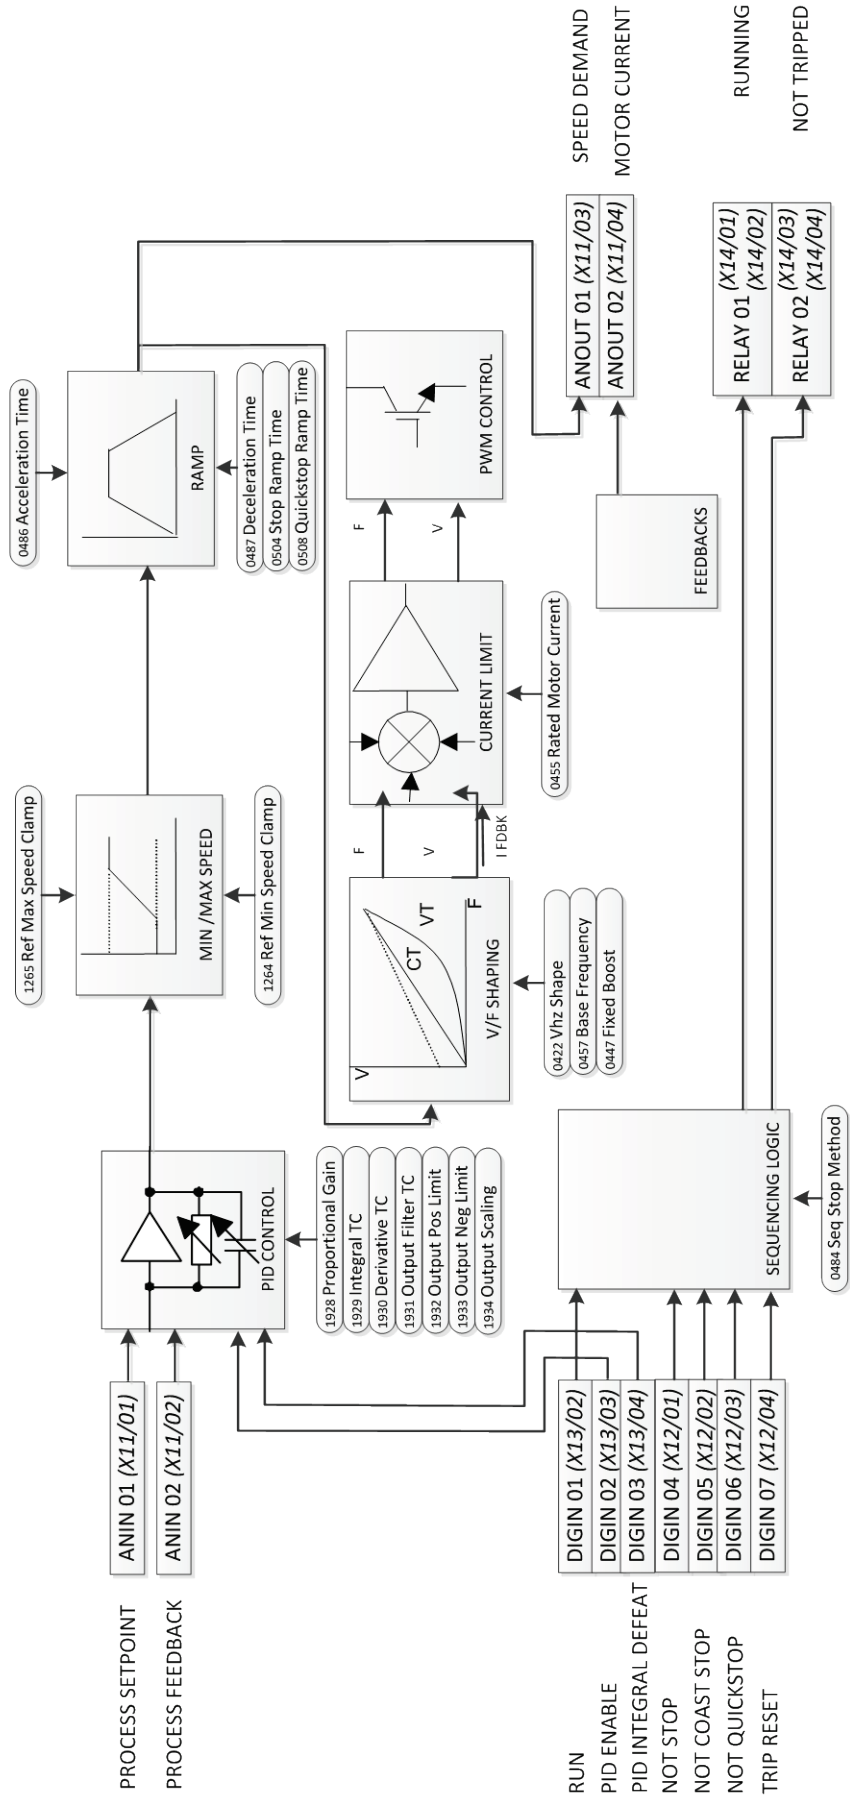 PROCESS SETPOINT
PROCESS FEEDBACK
ANIN 01 (X11/01)
ANIN 02 (X11/02)
PID CONTROL
1928 Proportional Gain
1929 Integral TC
1930 Derivative TC
1931 Output Filter TC
1932 Output Pos Limit
1933 Output Neg Limit
1934 Output Scaling
1265 Ref Max Speed Clamp
MIN /MAX SPEED
1264 Ref Min Speed Clamp
0486 Acceleration Time
RAMP
0487 Deceleration Time
0504 Stop Ramp Time
0508 Quickstop Ramp Time
V
CT
VT
F
V/F SHAPING
0422 Vhz Shape
0457 Base Frequency
0447 Fixed Boost
F
V
I FDBK
CURRENT LIMIT
0455 Rated Motor Current
F
V
PWM CONTROL
FEEDBACKS
ANOUT 01 (X11/03)
ANOUT 02 (X11/04)
SPEED DEMAND
MOTOR CURRENT
RUN
PID ENABLE
PID INTEGRAL DEFEAT
NOT STOP
NOT COAST STOP
NOT QUICKSTOP
TRIP RESET
DIGIN 01 (X13/02)
DIGIN 02 (X13/03)
DIGIN 03 (X13/04)
DIGIN 04 (X12/01)
DIGIN 05 (X12/02)
DIGIN 06 (X12/03)
DIGIN 07 (X12/04)
SEQUENCING LOGIC
0484 Seq Stop Method
RELAY 01 (X14/01)
(X14/02)
RELAY 02 (X14/03)
(X14/04)
RUNNING
NOT TRIPPED